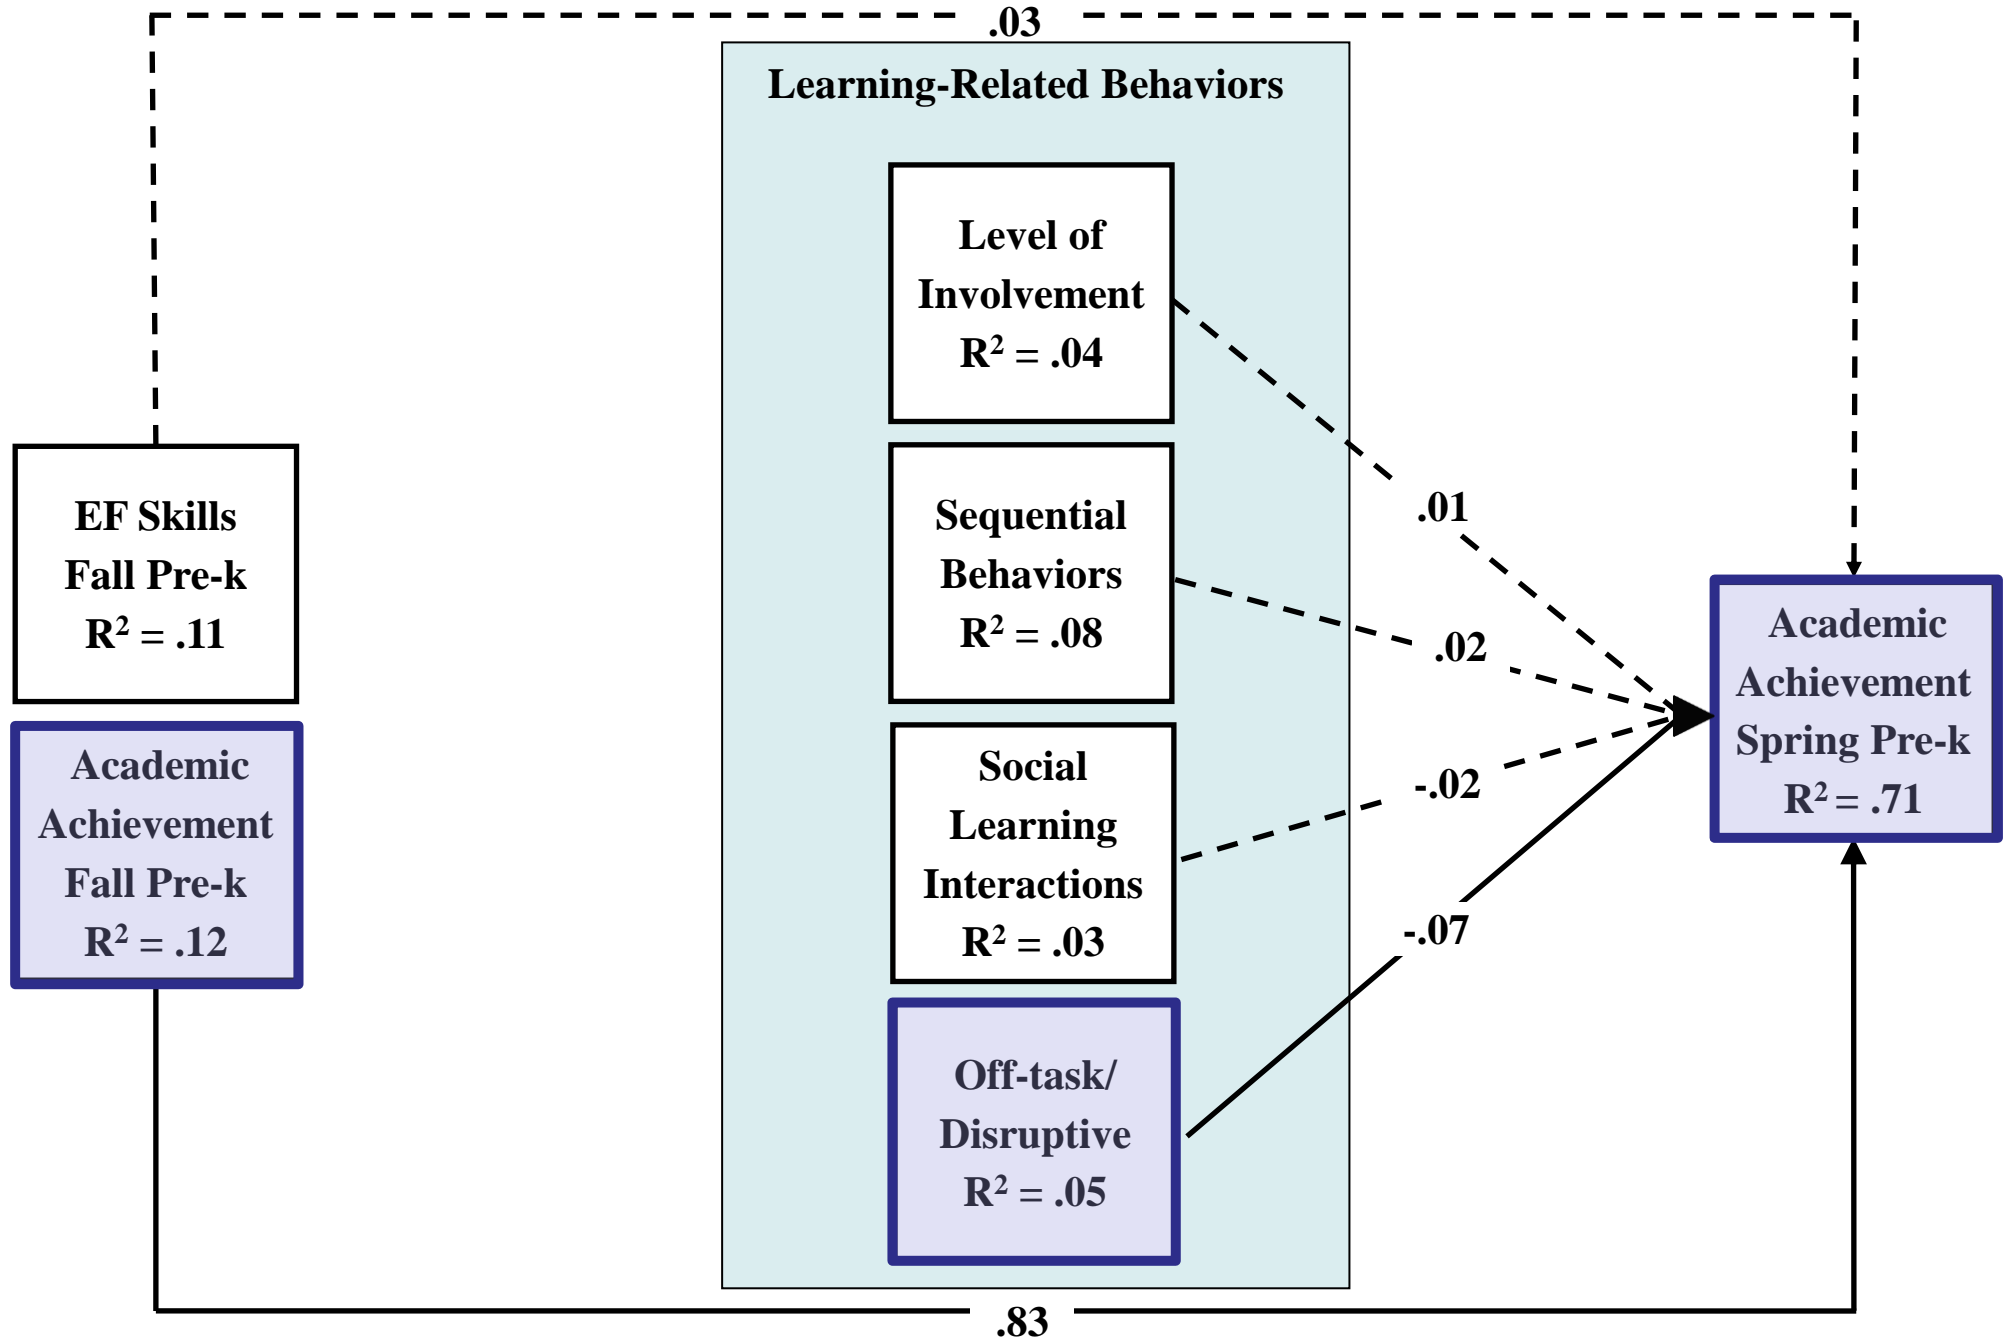 .03
Learning-Related Behaviors
Level of
Involvement
R² = .04
EF Skills
Fall Pre-k
R² = .11
Sequential
Behaviors
R² = .08
Academic
Achievement
Fall Pre-k
R² = .12
Social
Learning
Interactions
R² = .03
Off-task/
Disruptive
R² = .05
.01
.02
-.02
-.07
Academic
Achievement
Spring Pre-k
R² = .71
.83